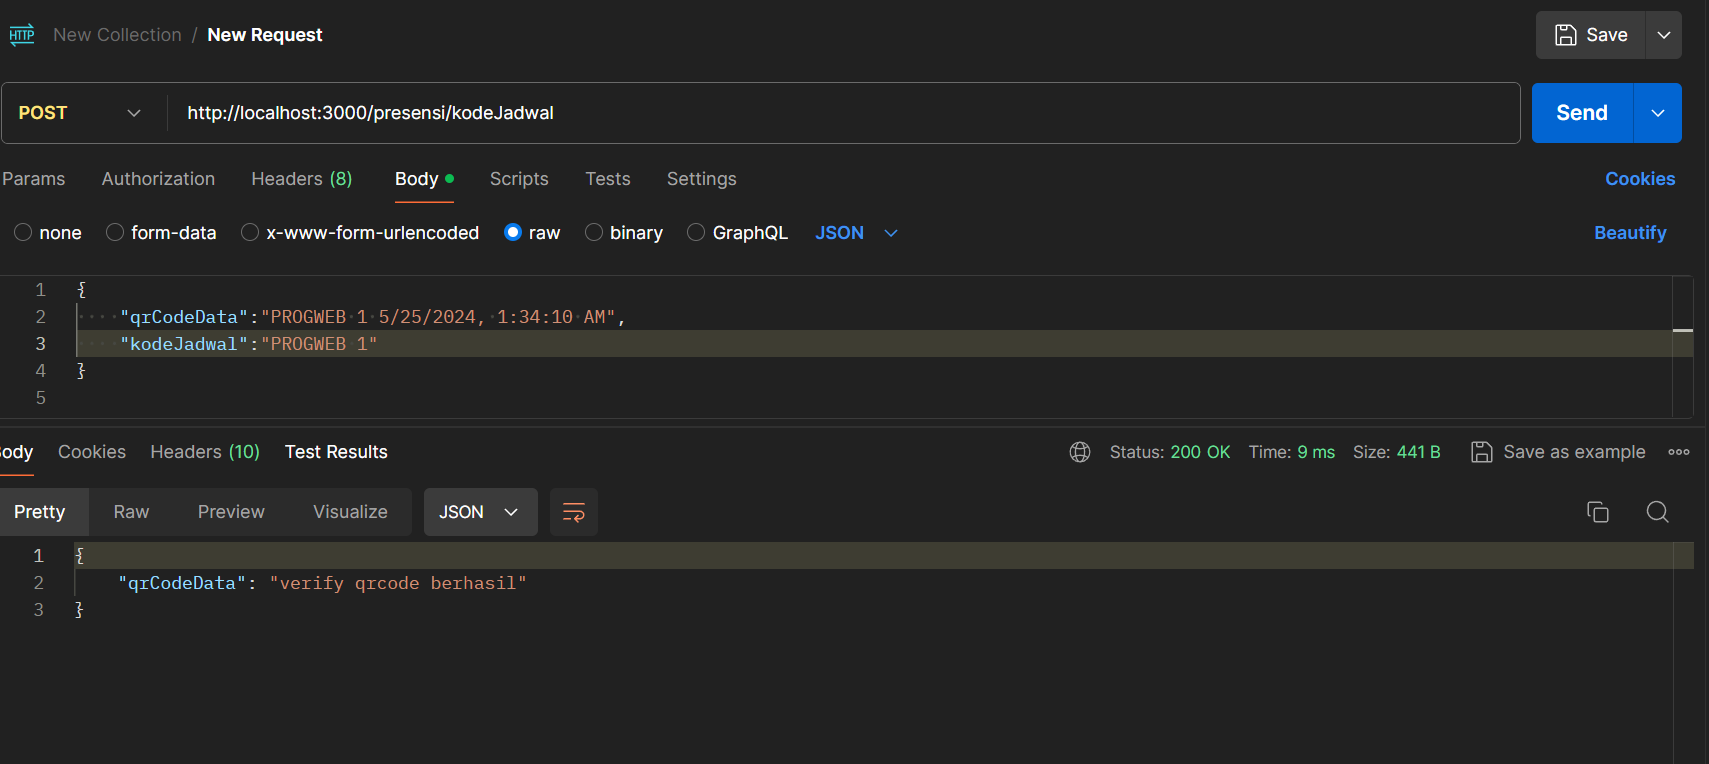 HTTP New Collection / New Request Save
POST http://localhost:3000/presensi/kodeJadwal Send
Params Authorization Headers (8) Body Scripts Tests Settings Cookies
none form-data x-www-form-urlencoded raw binary GraphQL JSON Beautify
1 {
2 "qrCodeData":"PROGWEB 1 5/25/2024, 1:34:10 AM",
3 "kodeJadwal":"PROGWEB 1"
4 }
5
ody Cookies Headers (10) Test Results Status: 200 OK Time: 9 ms Size: 441 B Save as example
Pretty Raw Preview Visualize JSON
1 {
2 "qrCodeData": "verify qrcode berhasil"
3 }